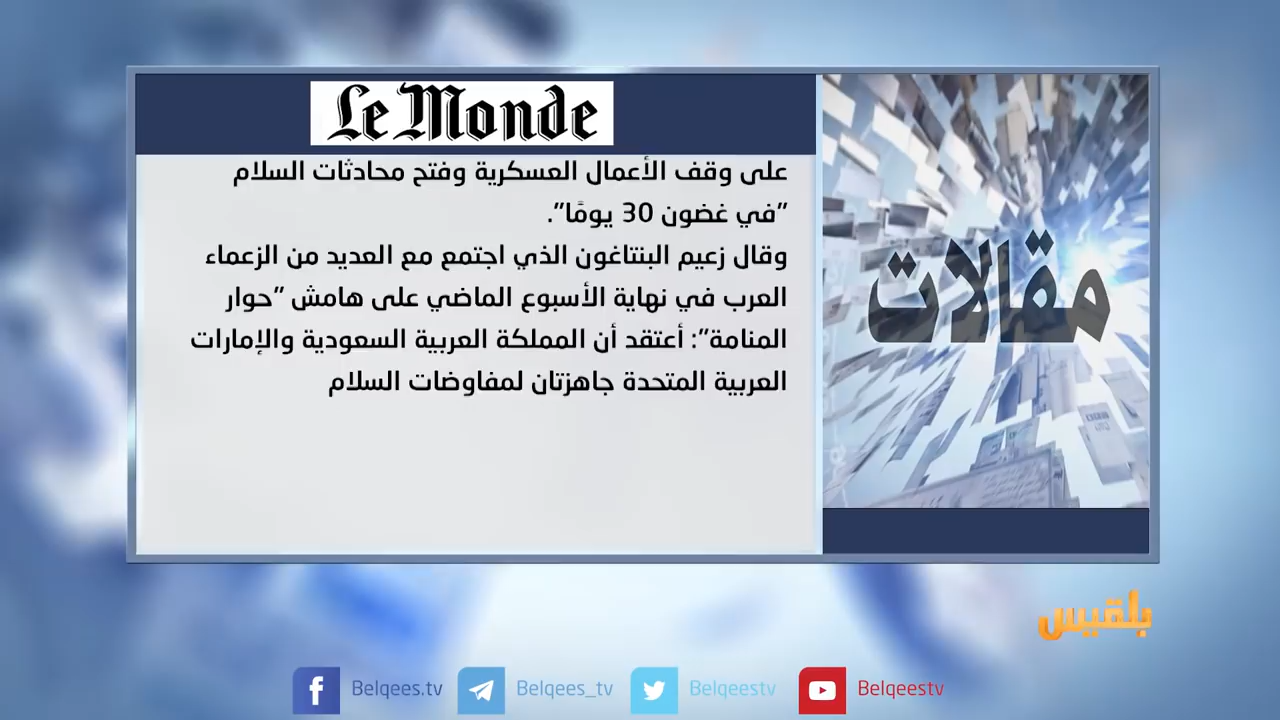 Le Monde
على وقف الأعمال العسكرية وفتح محادثات السلام
"في غضون 30 يومًا".
وقال زعيم البنتاغون الذي اجتمع مع العديد من الزعماء
العرب في نهاية الأسبوع الماضي على هامش "حوار
المنامة": أعتقد أن المملكة العربية السعودية والإمارات
العربية المتحدة جاهزتان لمفاوضات السلام
مقالات
بلقيس
Belqees.tv
Belqees_tv
Belqeestv
Belqeestv